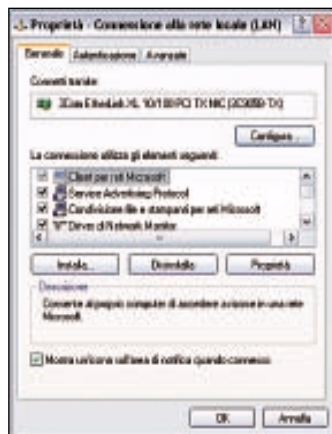 Proprietà - Connessione alla rete locale (LAN)
Generale Autenticazione Avanzate
Connetti tramite:
3Com EtherLink XL 10/100 PCI TX NIC (3C905B-TX)
Configura...
La connessione utilizza gli elementi seguenti:
Client per reti Microsoft
Service Advertising Protocol
Condivisione file e stampanti per reti Microsoft
Driver di Network Monitor
Installa... Disinstalla Proprietà
Descrizione
Consente al proprio computer di accedere a risorse in una rete
Microsoft.
Mostra un'icona sull'area di notifica quando connesso
OK Annulla